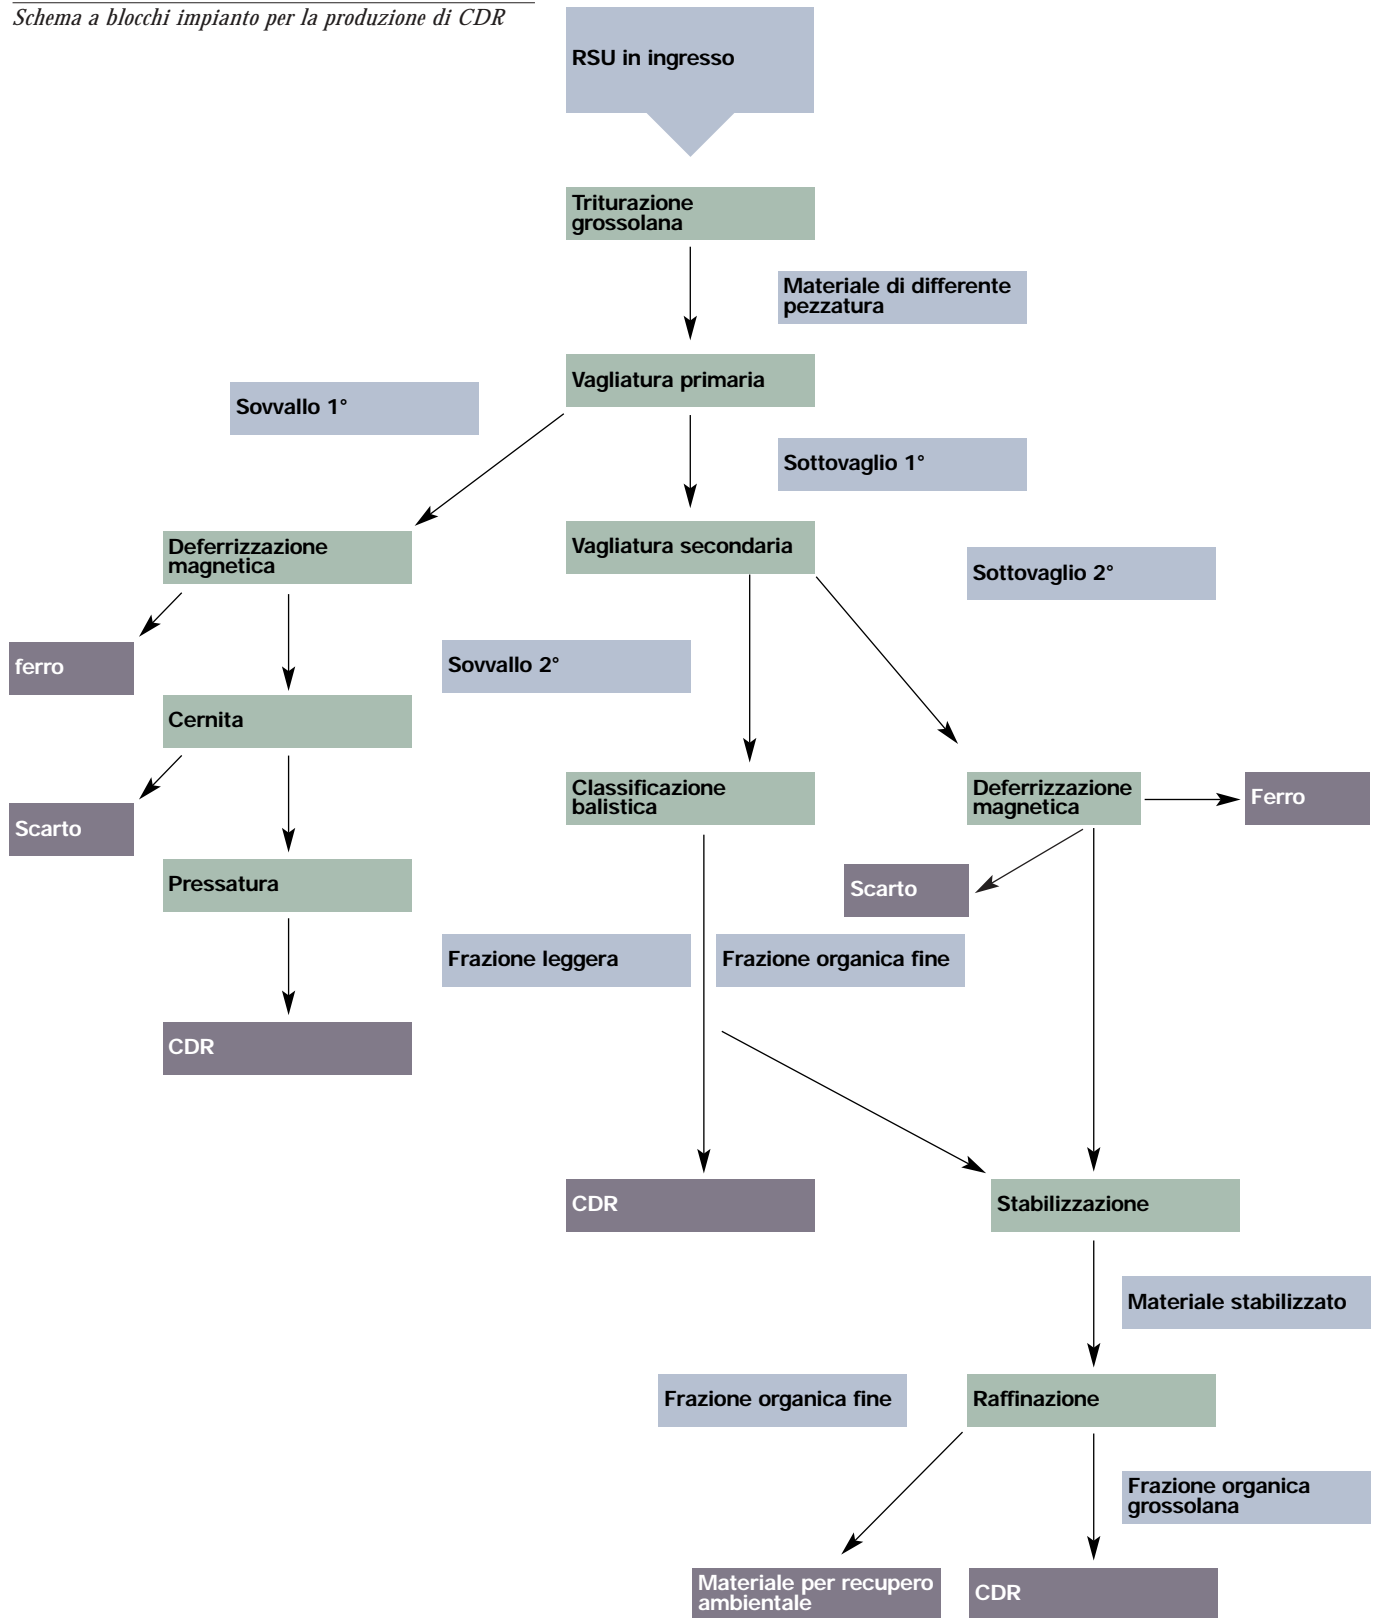 Schema a blocchi impianto per la produzione di CDR
RSU in ingresso
Triturazione
grossolana
Materiale di differente
pezzatura
Vagliatura primaria
Sovvallo 1°
Sottovaglio 1°
Deferrizzazione
magnetica
Vagliatura secondaria
Sottovaglio 2°
ferro
Sovvallo 2°
Cernita
Classificazione
balistica
Deferrizzazione
magnetica
Ferro
Scarto
Pressatura
Scarto
Frazione leggera
Frazione organica fine
CDR
CDR
Stabilizzazione
Materiale stabilizzato
Frazione organica fine
Raffinazione
Frazione organica
grossolana
Materiale per recupero
ambientale
CDR